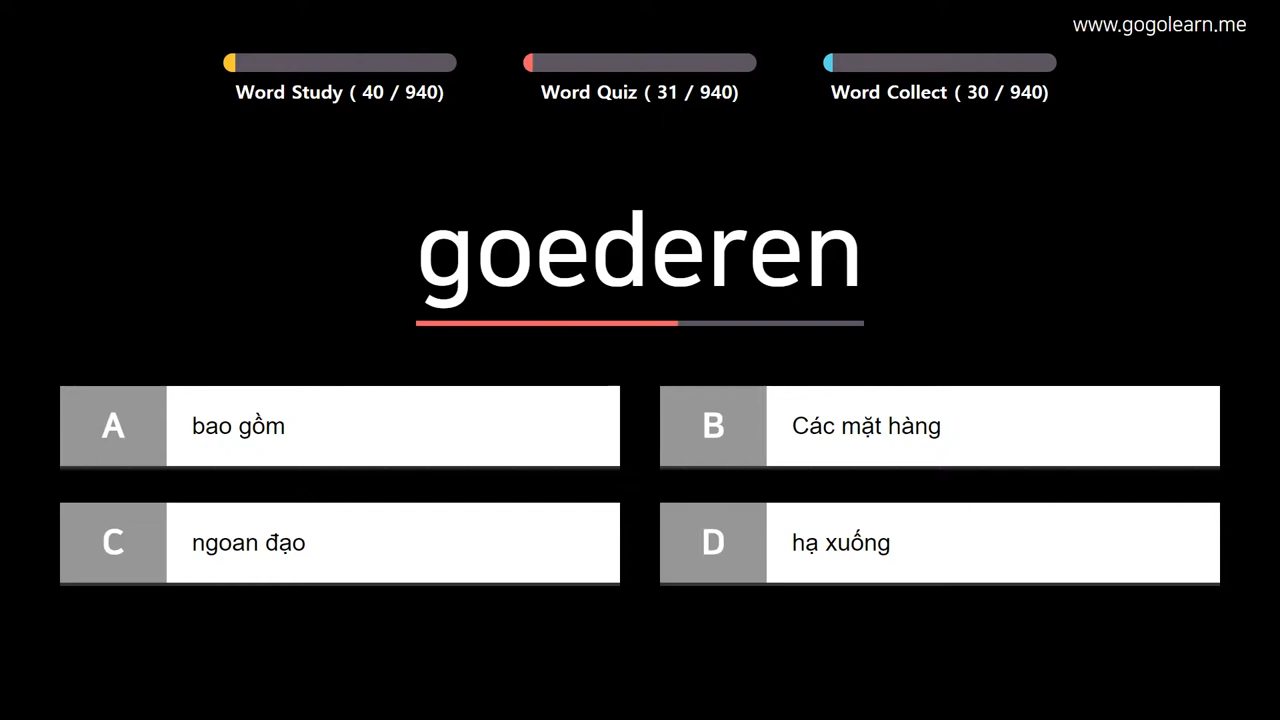 www.gogolearn.me
Word Study ( 40 / 940)
Word Quiz ( 31 / 940)
Word Collect ( 30 / 940)
goederen
A bao gồm
B Các mặt hàng
C ngoan đạo
D hạ xuống